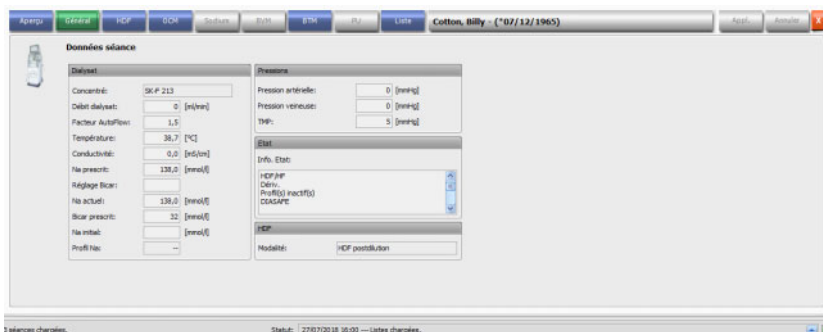 Aperçu Général HDF OCM Sodium BVM BTM PU Liste Cotton, Billy - (*07/12/1965) Appl. Annuler X
Données séance
Dialysat
Concentré: SK-F 213
Débit dialysat: 0 [ml/min]
Facteur AutoFlow: 1,5
Température: 38,7 [°C]
Conductivité: 0,0 [mS/cm]
Na prescrit: 138,0 [mmol/l]
Réglage Bicar:
Na actuel: 138,0 [mmol/l]
Bicar prescrit: 32 [mmol/l]
Na initial: [mmol/l]
Profil Na: --
Pressions
Pression artérielle: 0 [mmHg]
Pression veineuse: 0 [mmHg]
TMP: 5 [mmHg]
Etat
Info. Etat:
HDF/HF
Dériv.
Profil(s) inactif(s)
DIASAFE
HDF
Modalité: HDF postdilution
séances chargées. Statut: 27/07/2018 16:00 --- Listes chargées.